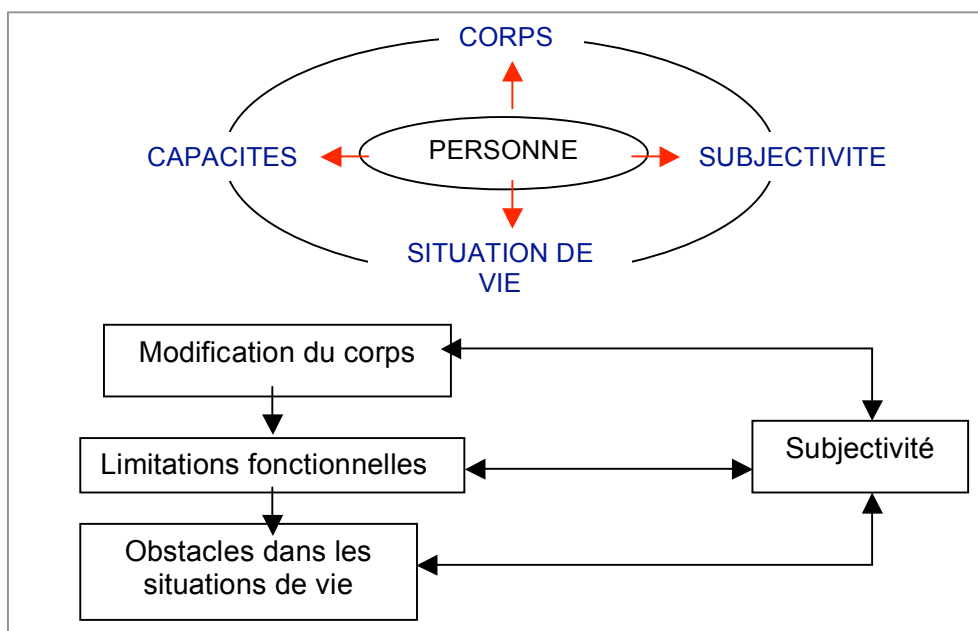 CORPS
CAPACITES
PERSONNE
SUBJECTIVITE
SITUATION DE
VIE
Modification du corps
Limitations fonctionnelles
Subjectivité
Obstacles dans les
situations de vie